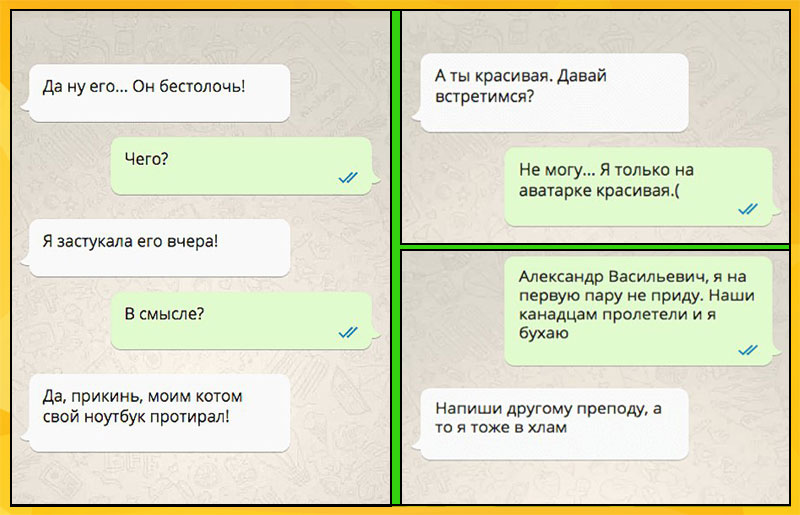 Да ну его... Он бестолочь!
Чего?
Я застукала его вчера!
В смысле?
Да, прикинь, моим котом
свой ноутбук протирал!
А ты красивая. Давай
встретимся?
Не могу... Я только на
аватарке красивая.(
Александр Васильевич, я на
первую пару не приду. Наши
канадцам пролетели и я
бухаю
Напиши другому преподу, а
то я тоже в хлам